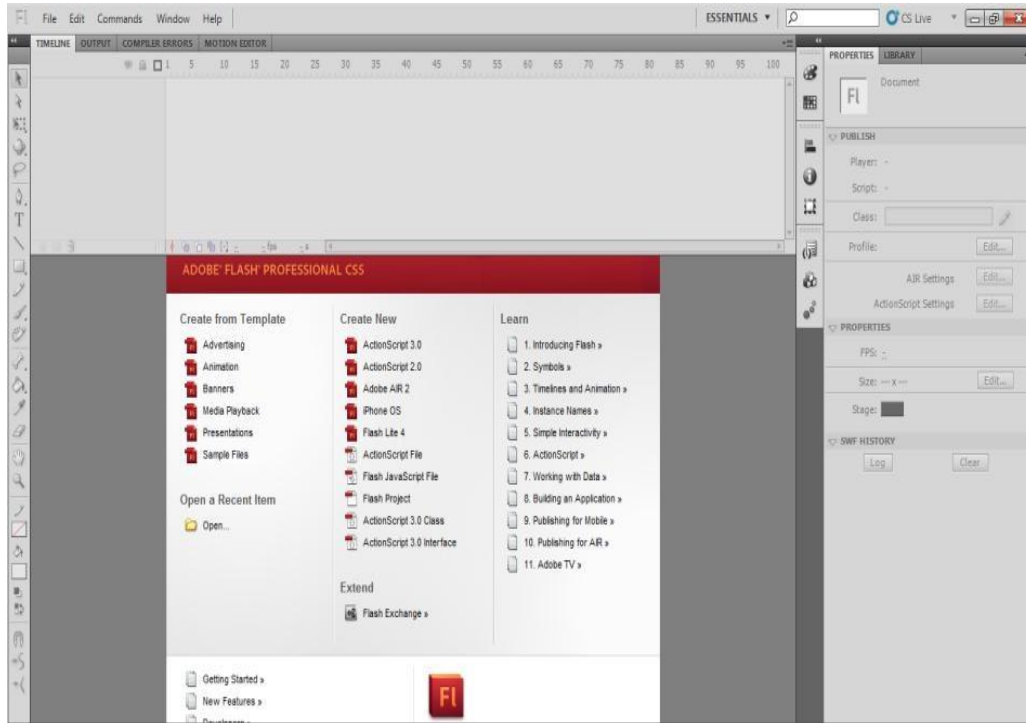 Fl File Edit Commands Window Help ESSENTIALS CS Live
TIMELINE OUTPUT COMPILER ERRORS MOTION EDITOR
1 5 10 15 20 25 30 35 40 45 50 55 60 65 70 75 80 85 90 95 100
PROPERTIES LIBRARY
Fl Document
PUBLISH
Player: -
Script: -
Class:
Profile: Edit...
AIR Settings Edit...
ActionScript Settings Edit...
PROPERTIES
FPS: -
Size: -- x -- Edit...
Stage:
SWF HISTORY
Log Clear
T
fps s
ADOBE® FLASH® PROFESSIONAL CS5
Create from Template
Advertising
Animation
Banners
Media Playback
Presentations
Sample Files
Open a Recent Item
Open...
Create New
ActionScript 3.0
ActionScript 2.0
Adobe AIR 2
iPhone OS
Flash Lite 4
ActionScript File
Flash JavaScript File
Flash Project
ActionScript 3.0 Class
ActionScript 3.0 Interface
Extend
Flash Exchange »
Learn
1. Introducing Flash »
2. Symbols »
3. Timelines and Animation »
4. Instance Names »
5. Simple Interactivity »
6. ActionScript »
7. Working with Data »
8. Building an Application »
9. Publishing for Mobile »
10. Publishing for AIR »
11. Adobe TV »
Getting Started »
New Features »
Developers »
Fl